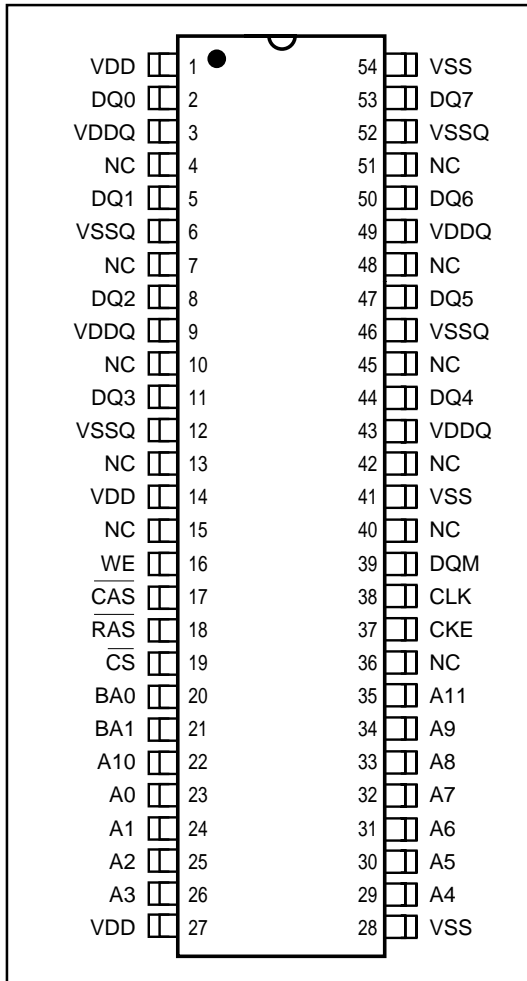 VDD 1 54 VSS
DQ0 2 53 DQ7
VDDQ 3 52 VSSQ
NC 4 51 NC
DQ1 5 50 DQ6
VSSQ 6 49 VDDQ
NC 7 48 NC
DQ2 8 47 DQ5
VDDQ 9 46 VSSQ
NC 10 45 NC
DQ3 11 44 DQ4
VSSQ 12 43 VDDQ
NC 13 42 NC
VDD 14 41 VSS
NC 15 40 NC
WE 16 39 DQM
C̅A̅S̅ 17 38 CLK
R̅A̅S̅ 18 37 CKE
C̅S̅ 19 36 NC
BA0 20 35 A11
BA1 21 34 A9
A10 22 33 A8
A0 23 32 A7
A1 24 31 A6
A2 25 30 A5
A3 26 29 A4
VDD 27 28 VSS